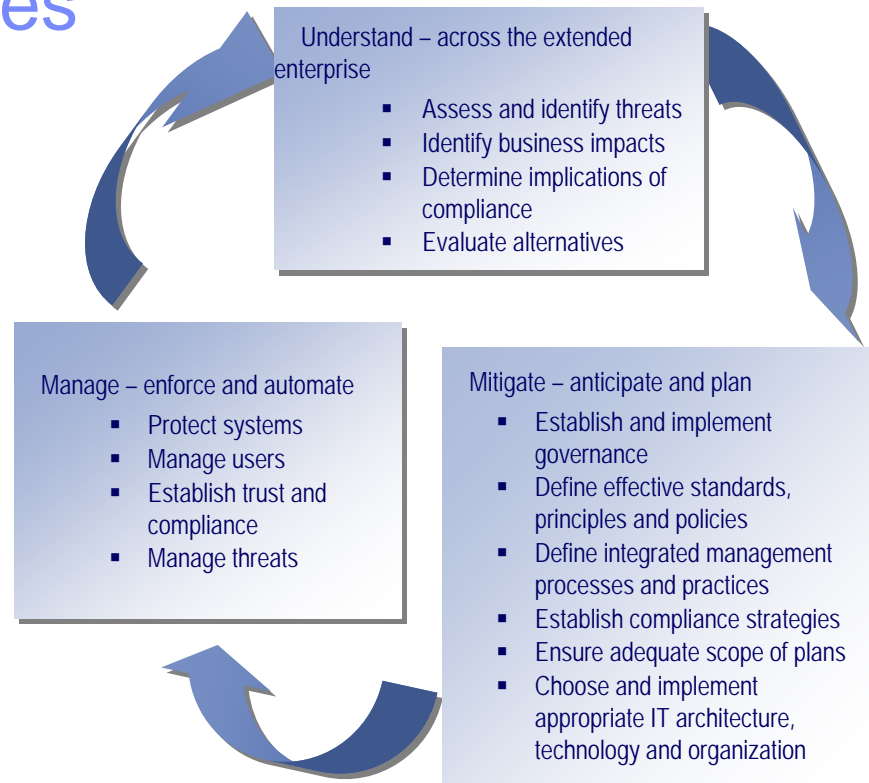 es
Understand – across the extended
enterprise
▪ Assess and identify threats
▪ Identify business impacts
▪ Determine implications of
compliance
▪ Evaluate alternatives
Manage – enforce and automate
▪ Protect systems
▪ Manage users
▪ Establish trust and
compliance
▪ Manage threats
Mitigate – anticipate and plan
▪ Establish and implement
governance
▪ Define effective standards,
principles and policies
▪ Define integrated management
processes and practices
▪ Establish compliance strategies
▪ Ensure adequate scope of plans
▪ Choose and implement
appropriate IT architecture,
technology and organization